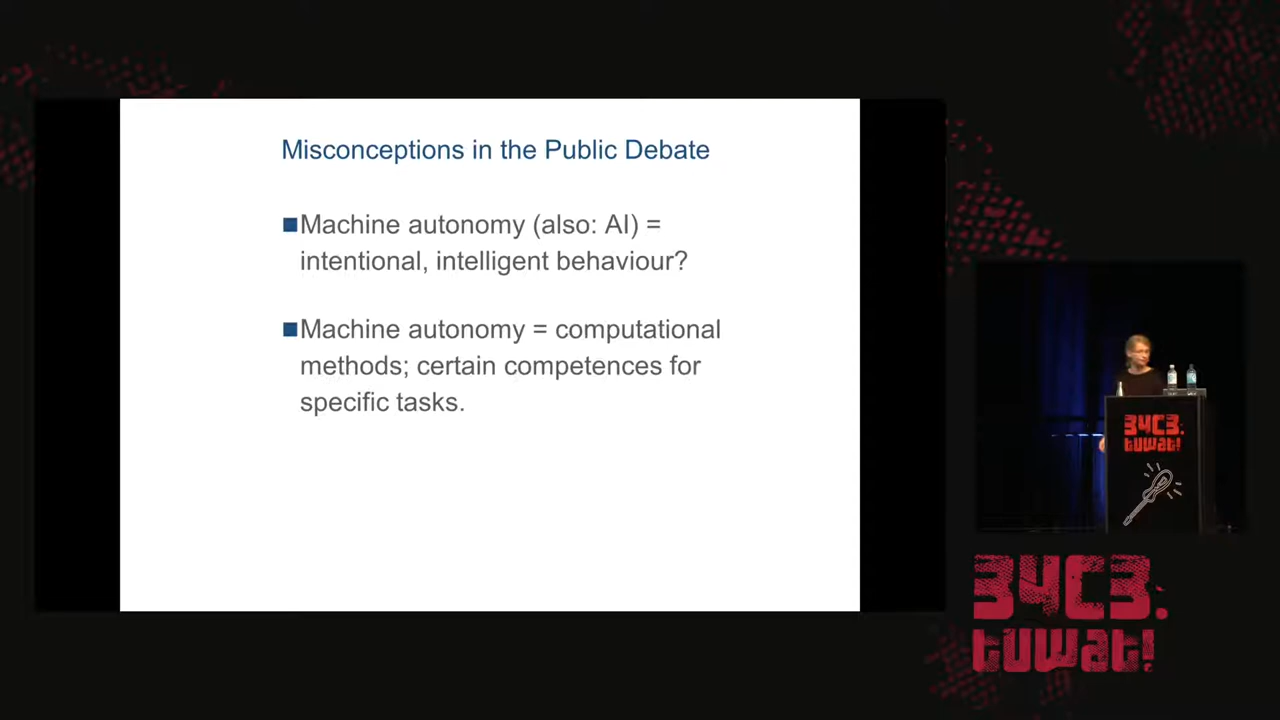 Misconceptions in the Public Debate
Machine autonomy (also: AI) =
intentional, intelligent behaviour?
Machine autonomy = computational
methods; certain competences for
specific tasks.
34C3.
tuwat!
34C3.
tuwat!